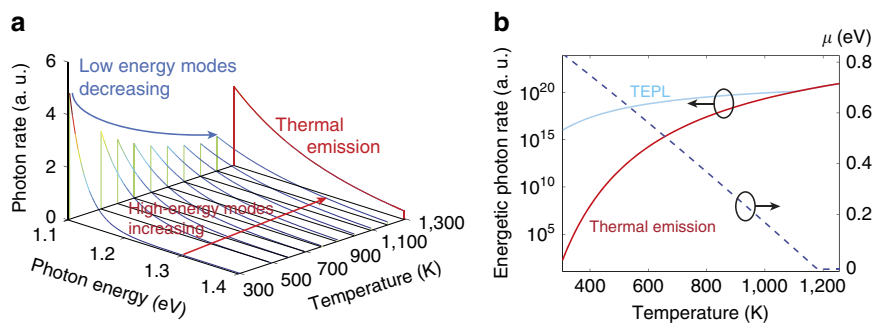 a
Photon rate (a. u.)
6
4
2
0
Low energy modes
decreasing
Thermal
emission
High-energy modes
increasing
1.1
1.2
1.3
1.4
Photon energy (eV)
300
500
700
900
1,100
1,300
Temperature (K)
b
μ (eV)
Energetic photon rate (a. u.)
10²⁰
10¹⁵
10¹⁰
10⁵
TEPL
Thermal emission
0.8
0.6
0.4
0.2
0
400
600
800
1,000
1,200
Temperature (K)